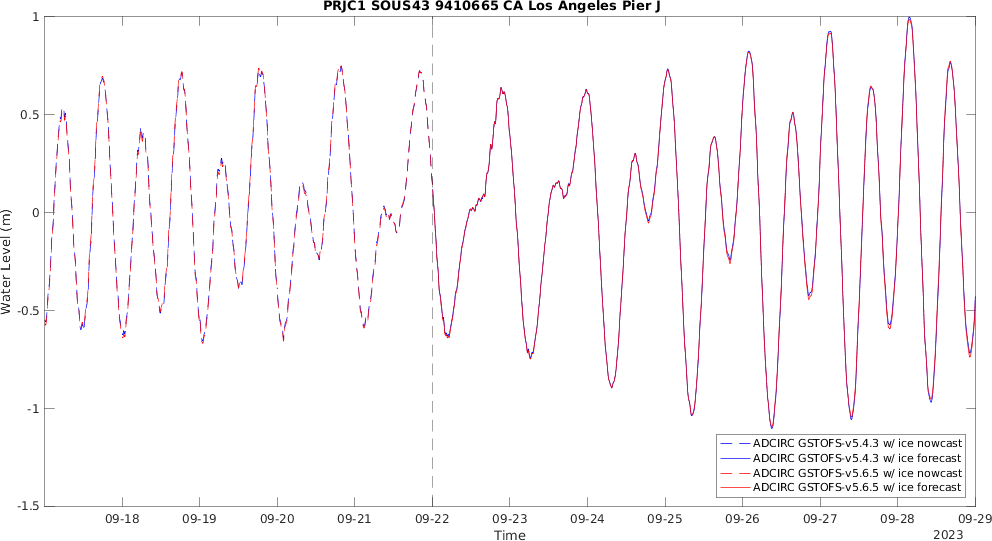 PRJC1 SOUS43 9410665 CA Los Angeles Pier J
Water Level (m)
1
0.5
0
-0.5
-1
-1.5
09-18 09-19 09-20 09-21 09-22 09-23 09-24 09-25 09-26 09-27 09-28 09-29
Time
2023
ADCIRC GSTOFS-v5.4.3 w/ ice nowcast
ADCIRC GSTOFS-v5.4.3 w/ ice forecast
ADCIRC GSTOFS-v5.6.5 w/ ice nowcast
ADCIRC GSTOFS-v5.6.5 w/ ice forecast